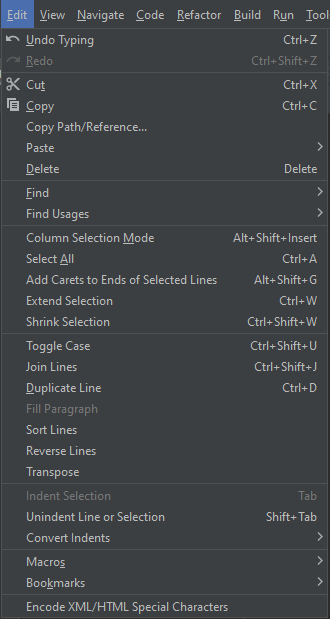 Edit View Navigate Code Refactor Build Run Tool
Undo Typing Ctrl+Z
Redo Ctrl+Shift+Z
Cut Ctrl+X
Copy Ctrl+C
Copy Path/Reference...
Paste
Delete Delete
Find
Find Usages
Column Selection Mode Alt+Shift+Insert
Select All Ctrl+A
Add Carets to Ends of Selected Lines Alt+Shift+G
Extend Selection Ctrl+W
Shrink Selection Ctrl+Shift+W
Toggle Case Ctrl+Shift+U
Join Lines Ctrl+Shift+J
Duplicate Line Ctrl+D
Fill Paragraph
Sort Lines
Reverse Lines
Transpose
Indent Selection Tab
Unindent Line or Selection Shift+Tab
Convert Indents
Macros
Bookmarks
Encode XML/HTML Special Characters